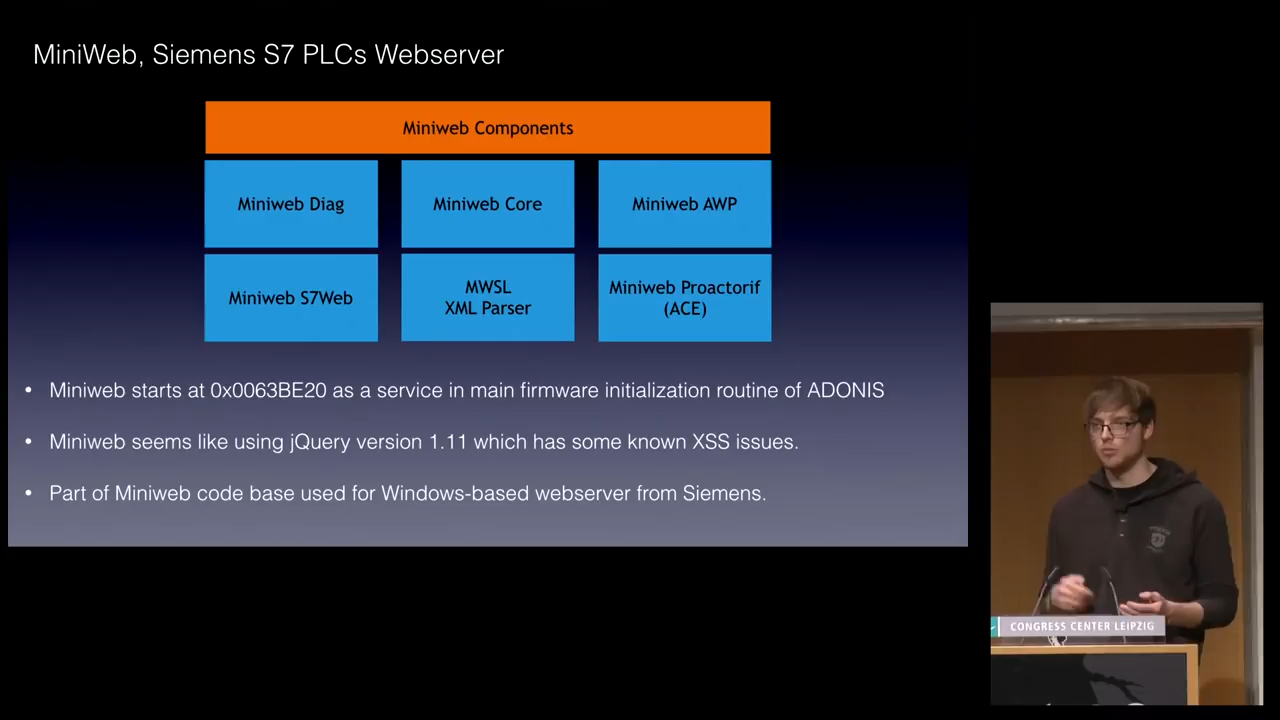 MiniWeb, Siemens S7 PLCs Webserver
Miniweb Components
Miniweb Diag
Miniweb Core
Miniweb AWP
Miniweb S7Web
MWSL
XML Parser
Miniweb Proactorif
(ACE)
• Miniweb starts at 0x0063BE20 as a service in main firmware initialization routine of ADONIS
• Miniweb seems like using jQuery version 1.11 which has some known XSS issues.
• Part of Miniweb code base used for Windows-based webserver from Siemens.
CONGRESS CENTER LEIPZIG